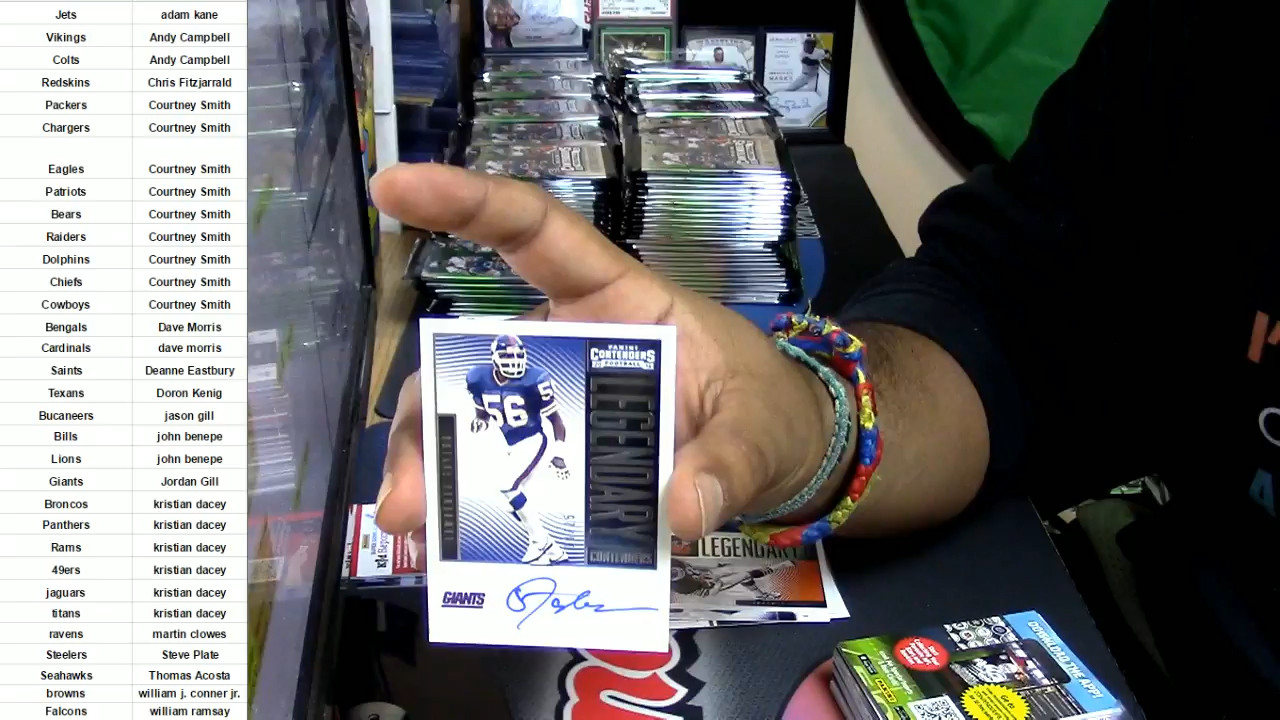 Jets adam kane
Vikings Andy Campbell
Colts Andy Campbell
Redskins Chris Fitzjarrald
Packers Courtney Smith
Chargers Courtney Smith
Eagles Courtney Smith
Patriots Courtney Smith
Bears Courtney Smith
Raiders Courtney Smith
Dolphins Courtney Smith
Chiefs Courtney Smith
Cowboys Courtney Smith
Bengals Dave Morris
Cardinals dave morris
Saints Deanne Eastbury
Texans Doron Kenig
Bucaneers jason gill
Bills john benepe
Lions john benepe
Giants Jordan Gill
Broncos kristian dacey
Panthers kristian dacey
Rams kristian dacey
49ers kristian dacey
jagiars kristian dacey
titans kristian dacey
ravens martin clowes
Steelers Steve Plate
Seahawks Thomas Acosta
browns william j. conner jr.
Falcons william ramsay
PANINI
CONTENDERS
FOOTBALL
56
5
LEGENDARY
CONTENDERS
GIANTS
LEGENDARY
DOWNLOAD THE APP!